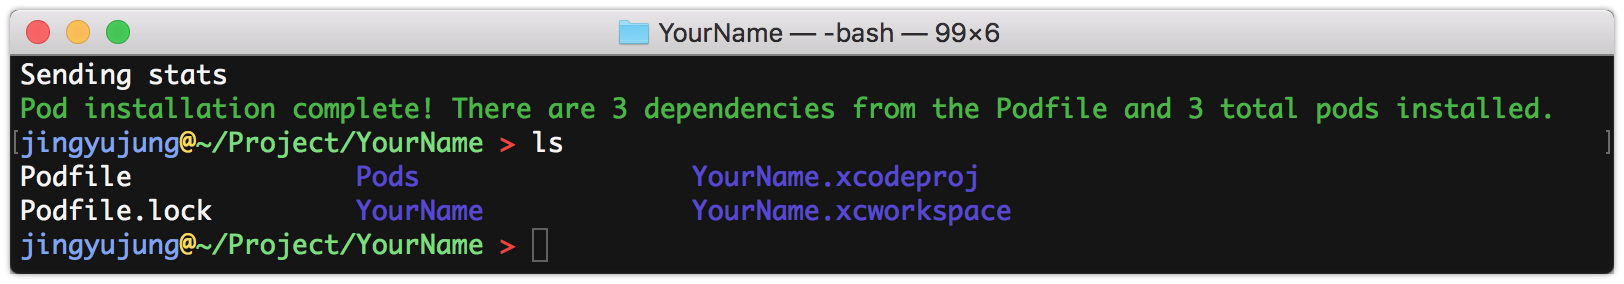 YourName — -bash — 99×6
Sending stats
Pod installation complete! There are 3 dependencies from the Podfile and 3 total pods installed.
[jingyujung@~/Project/YourName > ls ]
Podfile Pods YourName.xcodeproj
Podfile.lock YourName YourName.xcworkspace
jingyujung@~/Project/YourName >